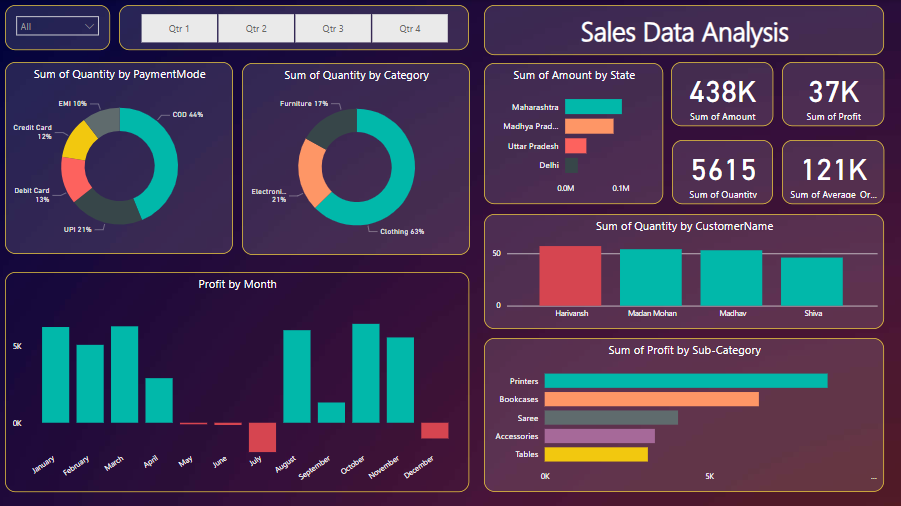 All
Qtr 1
Qtr 2
Qtr 3
Qtr 4
Sales Data Analysis
Sum of Quantity by PaymentMode
EMI 10%
COD 44%
Credit Card
12%
Debit Card
13%
UPI 21%
Sum of Quantity by Category
Furniture 17%
Electroni...
21%
Clothing 63%
Sum of Amount by State
Maharashtra
Madhya Prad...
Uttar Pradesh
Delhi
0.0M
0.1M
438K
Sum of Amount
37K
Sum of Profit
5615
Sum of Quantity
121K
Sum of Average Or...
Sum of Quantity by CustomerName
50
0
Harivansh
Madan Mohan
Madhav
Shiva
Profit by Month
5K
0K
January
February
March
April
May
June
July
August
September
October
November
December
Sum of Profit by Sub-Category
Printers
Bookcases
Saree
Accessories
Tables
0K
5K